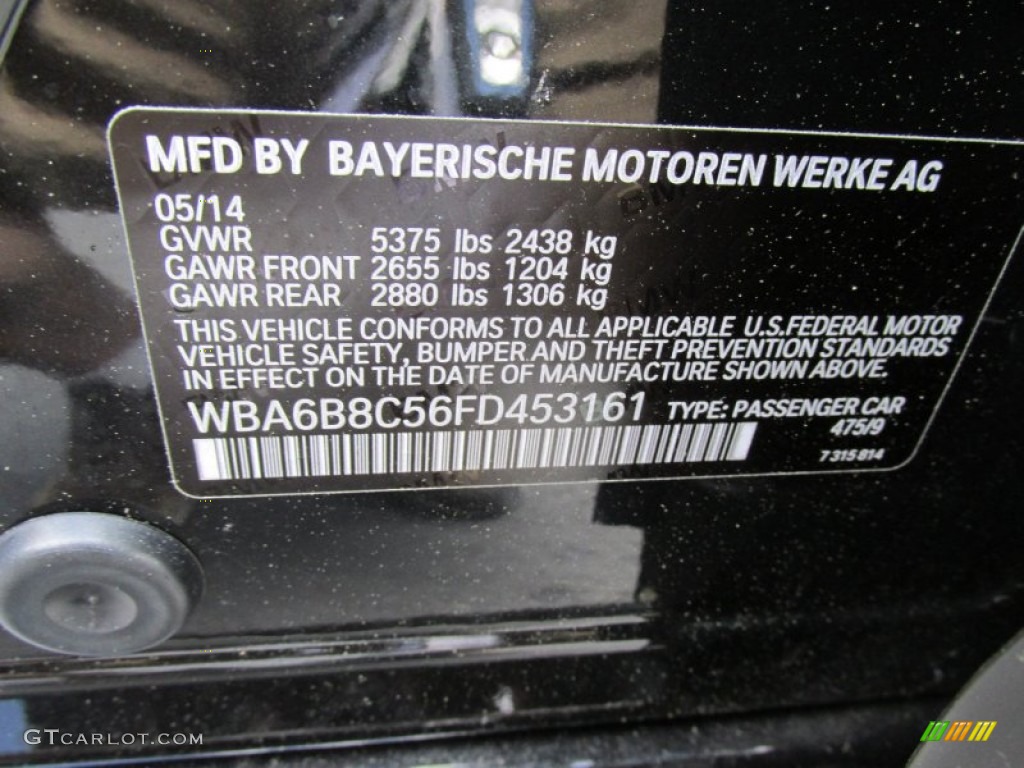 MFD BY BAYERISCHE MOTOREN WERKE AG
05/14
GVWR 5375 lbs 2438 kg
GAWR FRONT 2655 lbs 1204 kg
GAWR REAR 2880 lbs 1306 kg
THIS VEHICLE CONFORMS TO ALL APPLICABLE U.S.FEDERAL MOTOR
VEHICLE SAFETY, BUMPER AND THEFT PREVENTION STANDARDS
IN EFFECT ON THE DATE OF MANUFACTURE SHOWN ABOVE.
WBA6B8C56FD453161 TYPE: PASSENGER CAR
475/9
7315814
GTCARLOT.COM